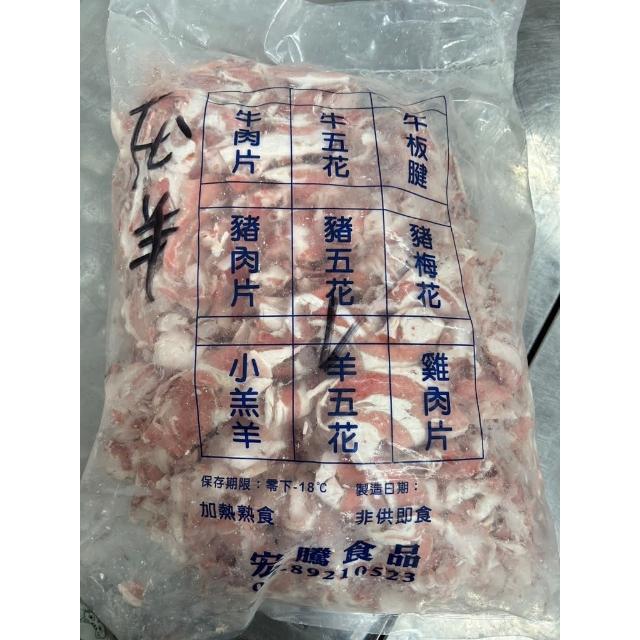 牛肉片
牛五花
牛板腱
豬肉片
豬五花
豬梅花
小羔羊
羊五花
雞肉片
保存期限：零下-18℃
製造日期：
加熱熟食
非供即食
宏騰食品
-89210523
羊